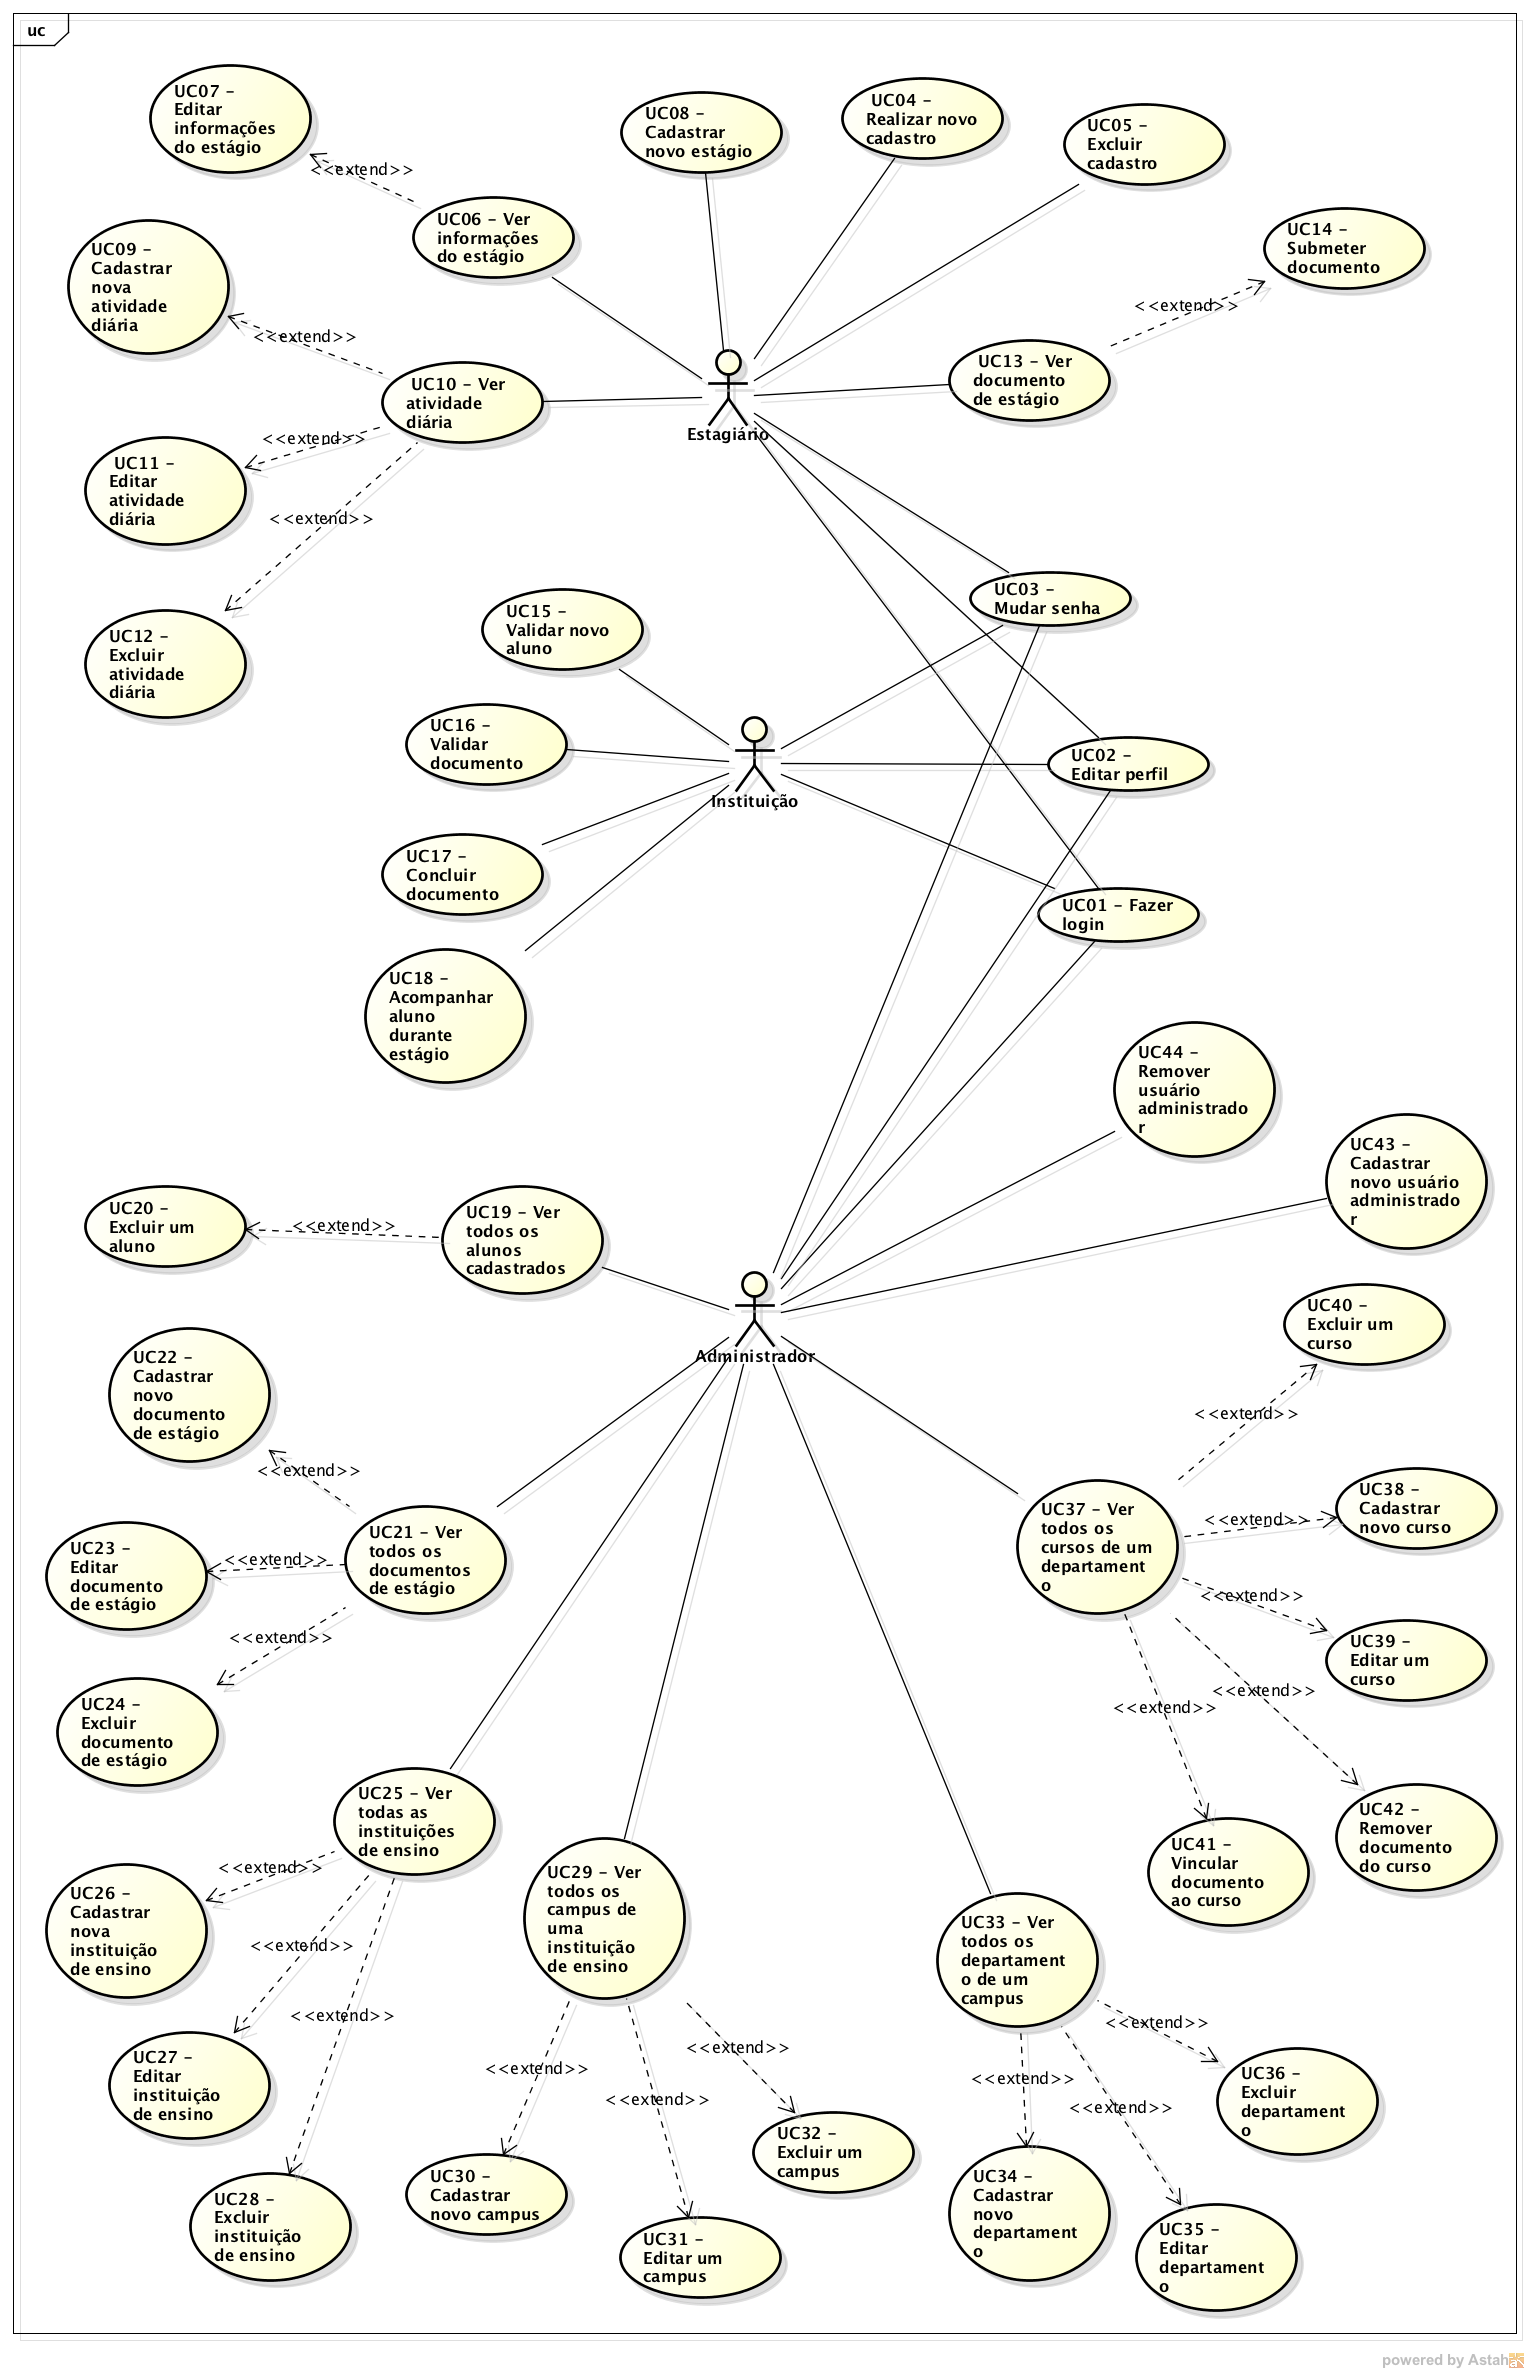 uc
UC07 -
Editar
informações
do estágio
UC08 -
Cadastrar
novo estágio
UC04 -
Realizar novo
cadastro
UC05 -
Excluir
cadastro
<<extend>>
UC06 - Ver
informações
do estágio
UC14 -
Submeter
documento
UC09 -
Cadastrar
nova
atividade
diária
<<extend>>
<<extend>>
UC10 - Ver
atividade
diária
UC13 - Ver
documento
de estágio
Estagiário
<<extend>>
UC11 -
Editar
atividade
diária
<<extend>>
UC12 -
Excluir
atividade
diária
UC15 -
Validar novo
aluno
UC03 -
Mudar senha
UC16 -
Validar
documento
Instituição
UC02 -
Editar perfil
UC17 -
Concluir
documento
UC01 - Fazer
login
UC18 -
Acompanhar
aluno
durante
estágio
UC44 -
Remover
usuário
administrado
r
UC43 -
Cadastrar
novo usuário
administrado
r
UC20 -
Excluir um
aluno
<<extend>>
UC19 - Ver
todos os
alunos
cadastrados
Administrador
UC40 -
Excluir um
curso
UC22 -
Cadastrar
novo
documento
de estágio
<<extend>>
<<extend>>
UC21 - Ver
todos os
documentos
de estágio
UC37 - Ver
todos os
cursos de um
departament
o
<<extend>>
UC38 -
Cadastrar
novo curso
UC23 -
Editar
documento
de estágio
<<extend>>
<<extend>>
UC39 -
Editar um
curso
<<extend>>
UC24 -
Excluir
documento
de estágio
<<extend>>
<<extend>>
UC25 - Ver
todas as
instituições
de ensino
UC41 -
Vincular
documento
ao curso
UC42 -
Remover
documento
do curso
<<extend>>
UC26 -
Cadastrar
nova
instituição
de ensino
UC29 - Ver
todos os
campus de
uma
instituição
de ensino
UC33 - Ver
todos os
departament
o de um
campus
<<extend>>
<<extend>>
UC27 -
Editar
instituição
de ensino
<<extend>>
<<extend>>
<<extend>>
<<extend>>
<<extend>>
<<extend>>
UC36 -
Excluir
departament
o
UC28 -
Excluir
instituição
de ensino
UC30 -
Cadastrar
novo campus
UC32 -
Excluir um
campus
UC31 -
Editar um
campus
UC34 -
Cadastrar
novo
departament
o
UC35 -
Editar
departament
o
powered by Astah